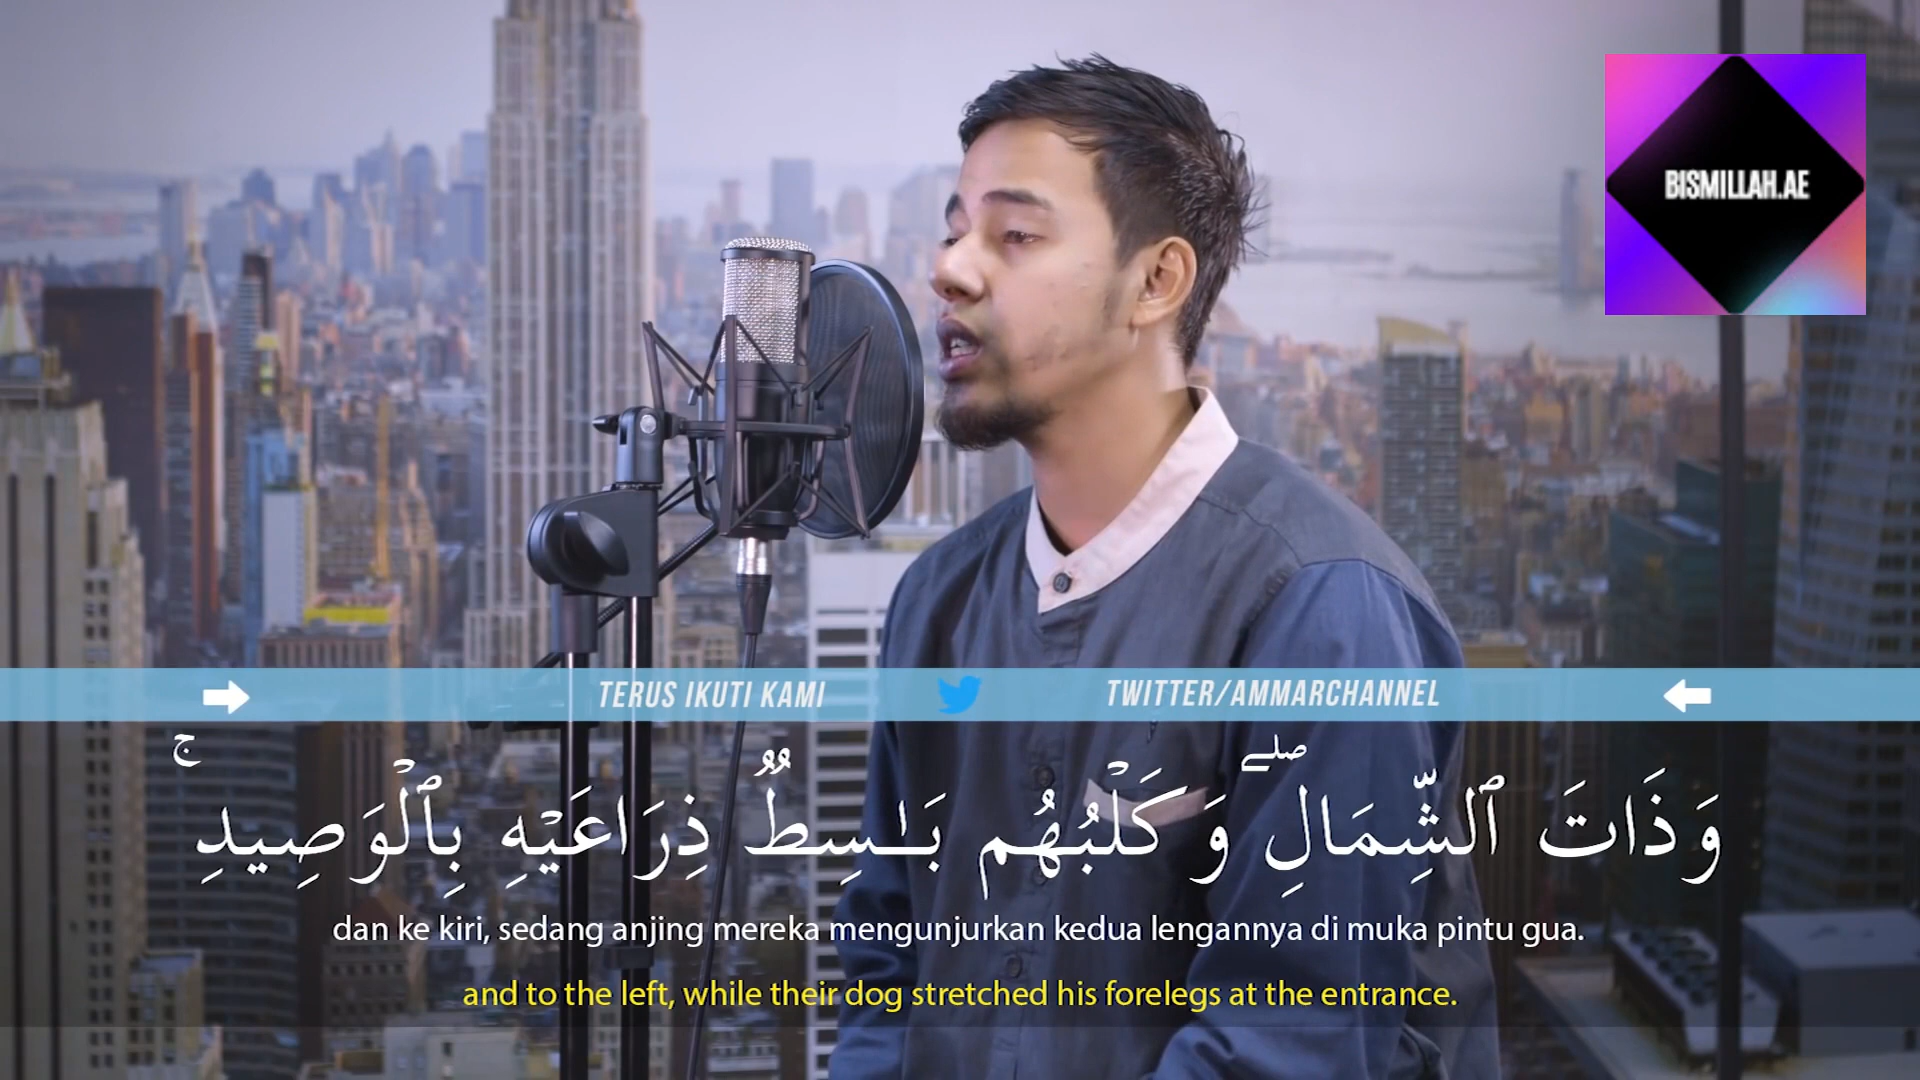 BISMILLAH.AE
TERUS IKUTI KAMI TWITTER/AMMARCHANNEL
وَذَاتَ ٱلشِّمَالِ ۖ وَكَلْبُهُم بَـٰسِطٌ ذِرَاعَيْهِ بِٱلْوَصِيدِ ۚ
dan ke kiri, sedang anjing mereka mengunjurkan kedua lengannya di muka pintu gua.
and to the left, while their dog stretched his forelegs at the entrance.